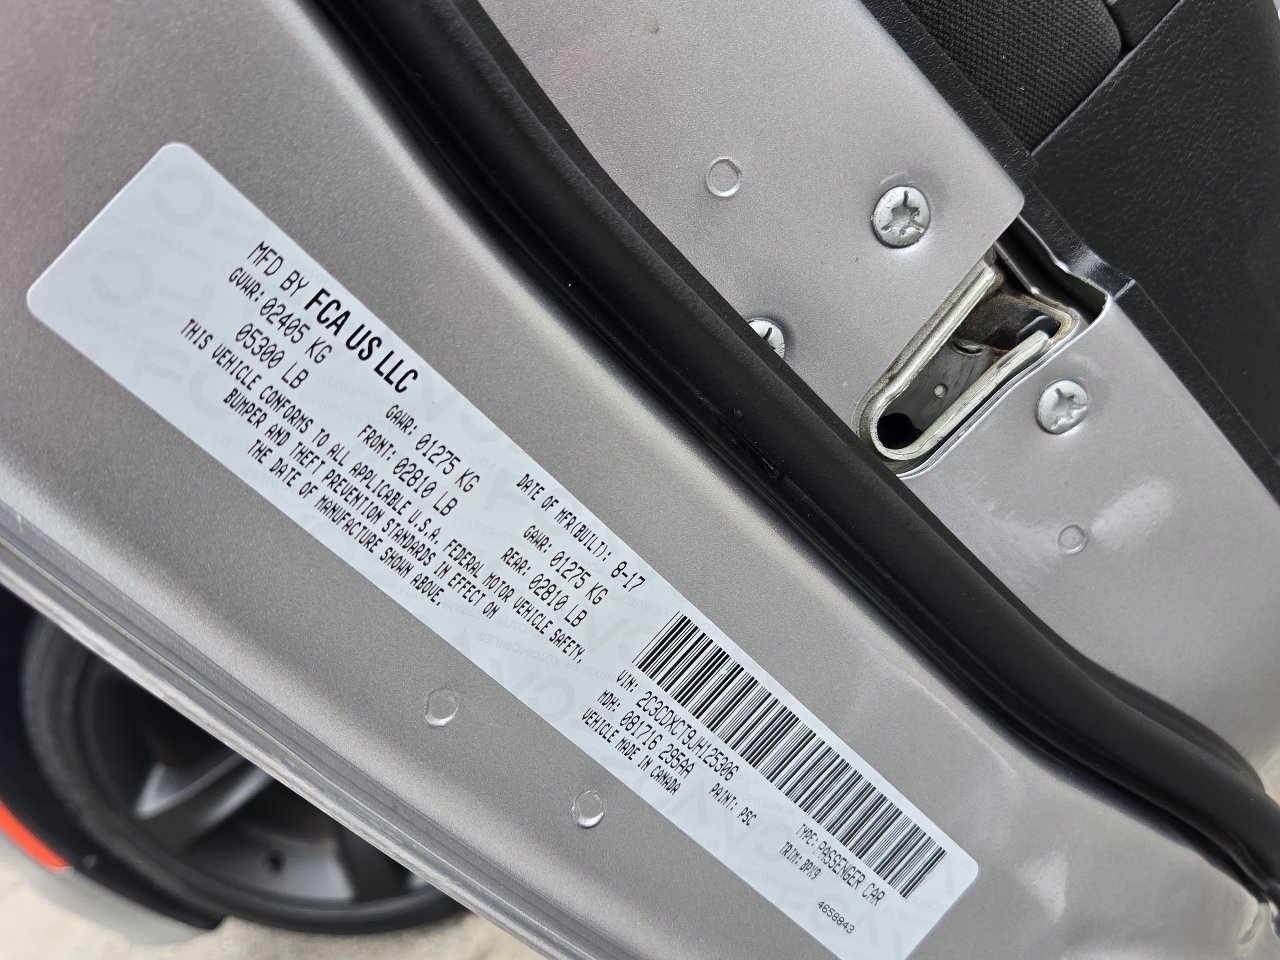 MFD BY FCA US LLC
DATE OF MFR(BUILT): 8-17
GVWR: 02405 KG
GAWR: 01275 KG
GAWR: 01275 KG
05300 LB
FRONT: 02810 LB
REAR: 02810 LB
THIS VEHICLE CONFORMS TO ALL APPLICABLE U.S.A. FEDERAL MOTOR VEHICLE SAFETY,
BUMPER AND THEFT PREVENTION STANDARDS IN EFFECT ON
THE DATE OF MANUFACTURE SHOWN ABOVE.
VIN: 2C3CDXCT9JH125306
TYPE: PASSENGER CAR
MDH: 081716 295AA
PAINT: PSC
TRIM: BPX9
VEHICLE MADE IN CANADA
4658843